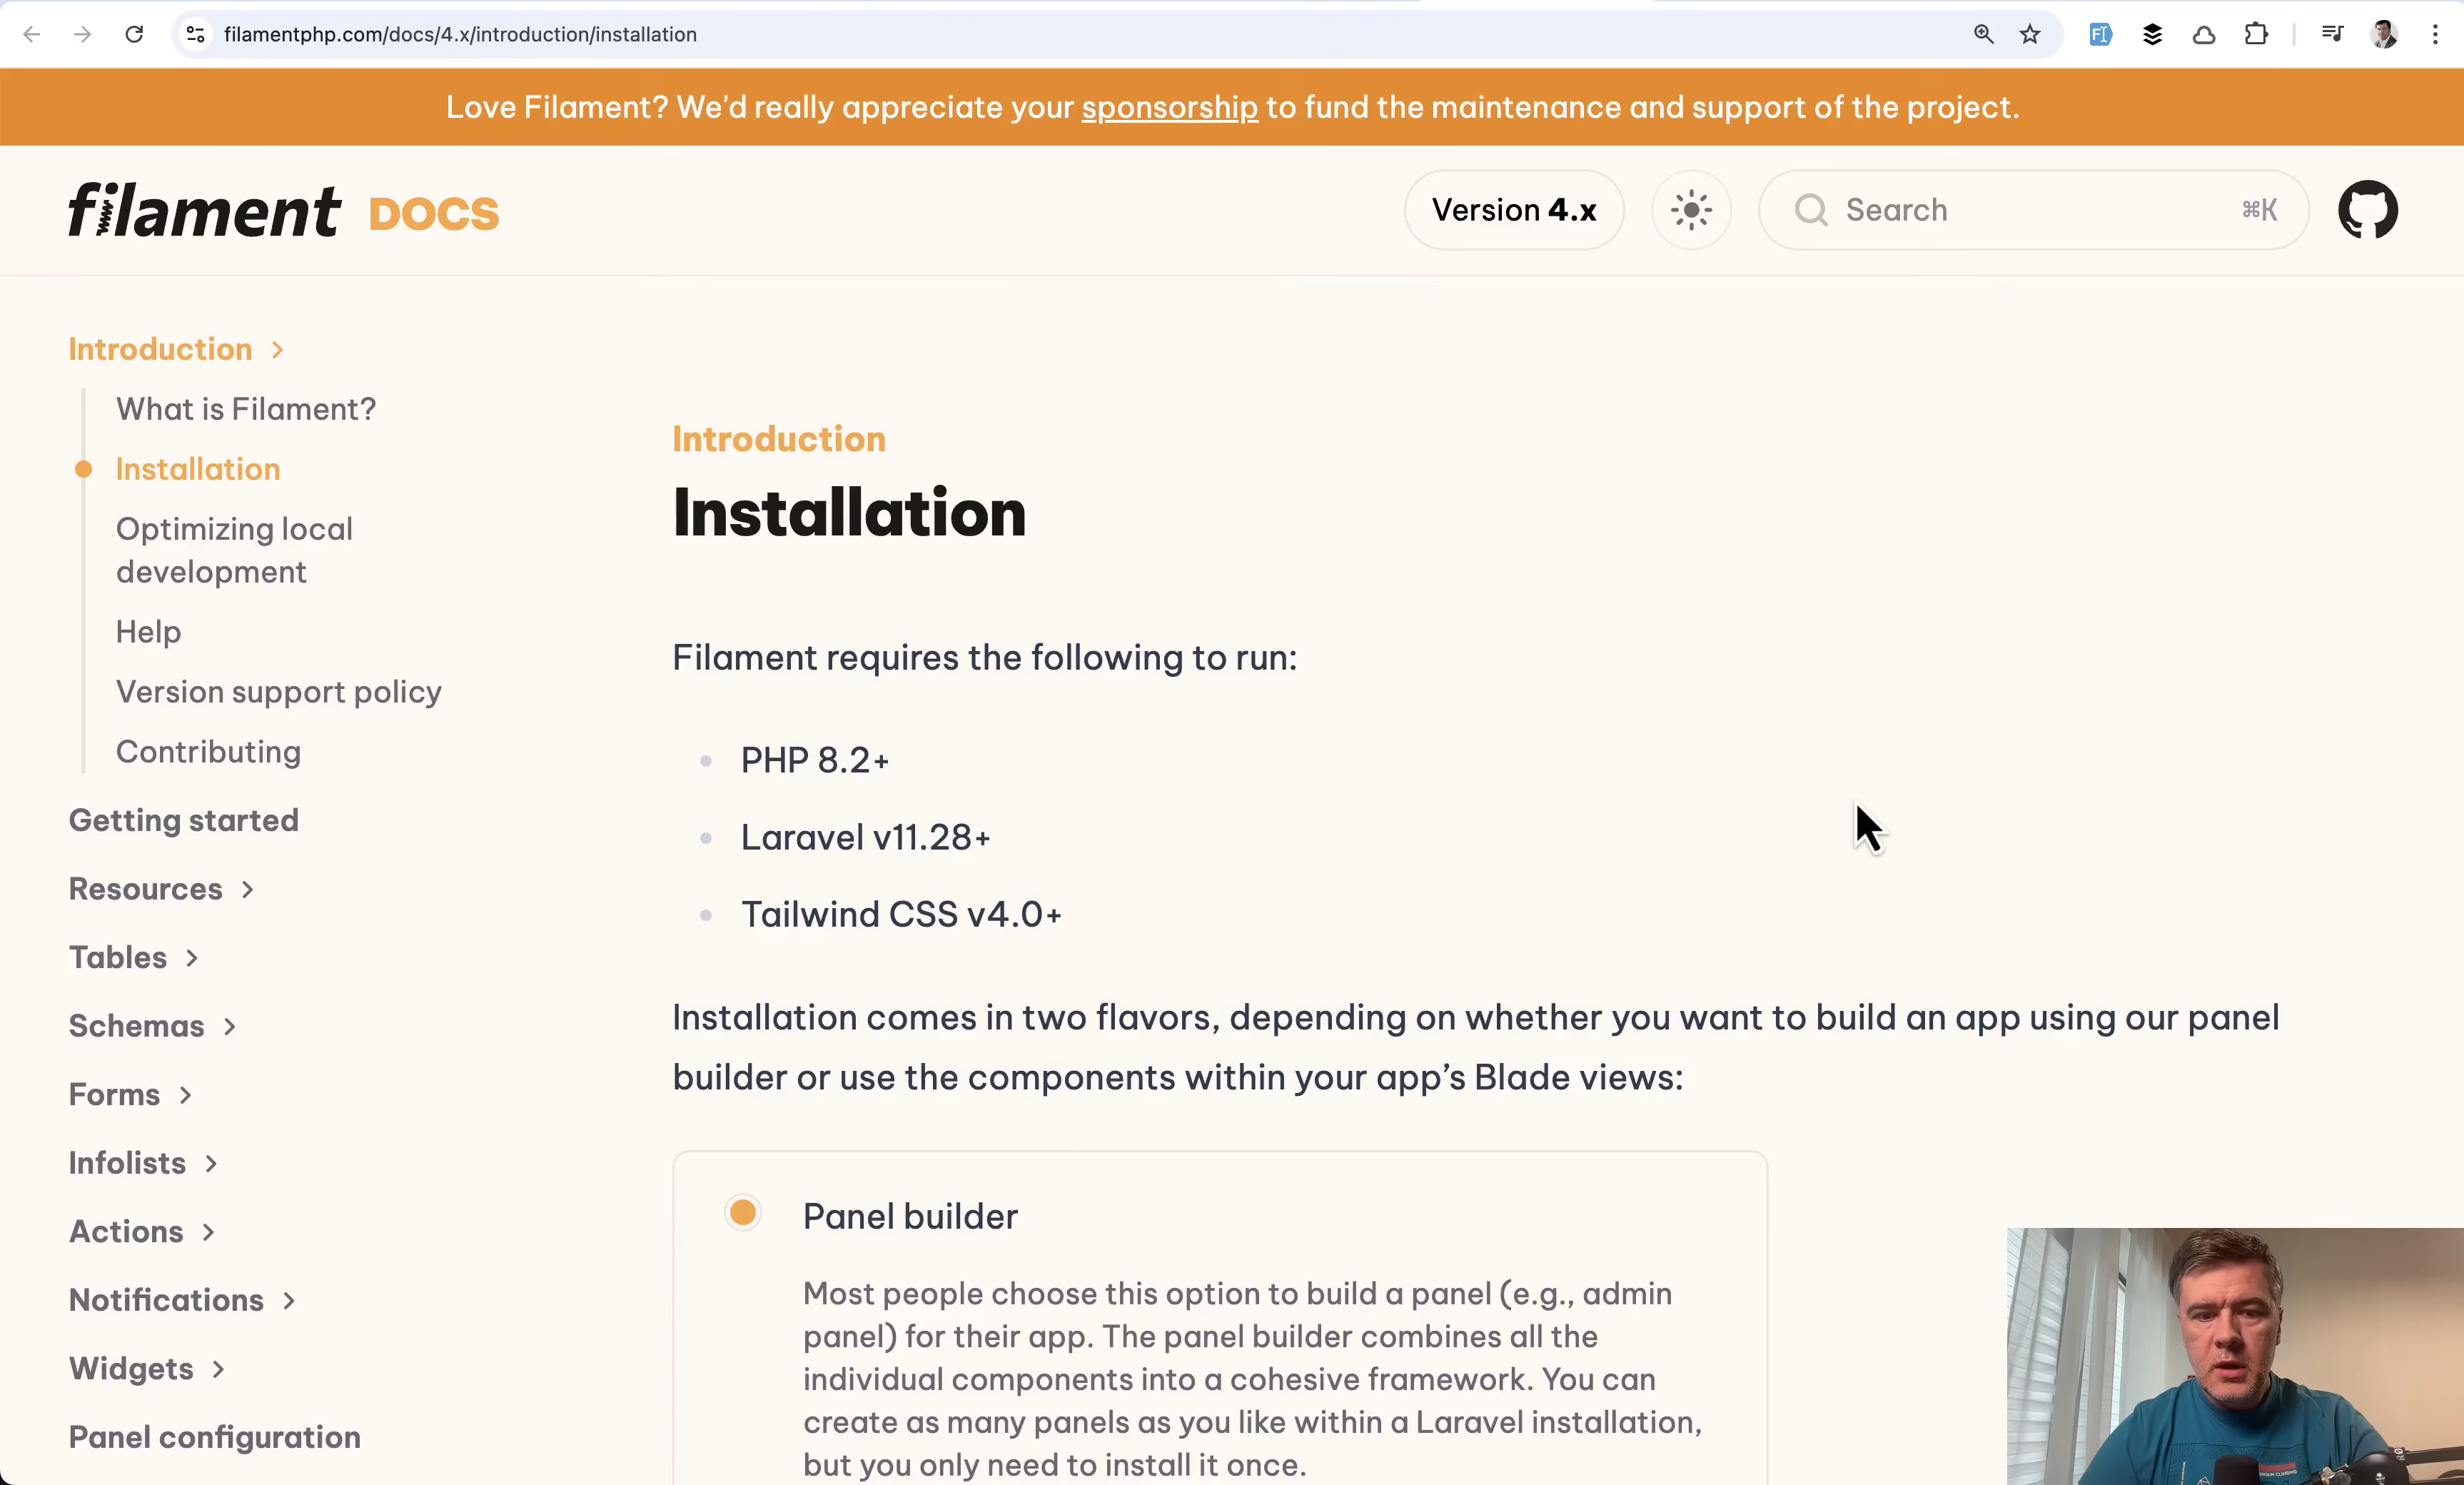 filamentphp.com/docs/4.x/introduction/installation
Love Filament? We'd really appreciate your sponsorship to fund the maintenance and support of the project.
filament DOCS
Version 4.x
Search
⌘K
Introduction
What is Filament?
Installation
Optimizing local
development
Help
Version support policy
Contributing
Getting started
Resources
Tables
Schemas
Forms
Infolists
Actions
Notifications
Widgets
Panel configuration
Introduction
Installation
Filament requires the following to run:
PHP 8.2+
Laravel v11.28+
Tailwind CSS v4.0+
Installation comes in two flavors, depending on whether you want to build an app using our panel
builder or use the components within your app’s Blade views:
Panel builder
Most people choose this option to build a panel (e.g., admin
panel) for their app. The panel builder combines all the
individual components into a cohesive framework. You can
create as many panels as you like within a Laravel installation,
but you only need to install it once.